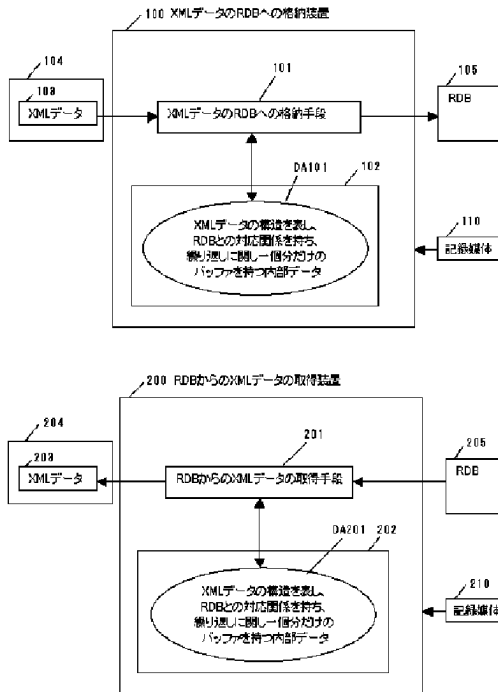 100 XMLデータのRDBへの格納装置
104
103
XMLデータ
101
XMLデータのRDBへの格納手段
105
RDB
DA101
102
XMLデータの構造を表し、
RDBとの対応関係を持ち、
繰り返しに関し一個分だけの
バッファを持つ内部データ
110
記録媒体
200 RDBからのXMLデータの取得装置
204
203
XMLデータ
201
RDBからのXMLデータの取得手段
205
RDB
DA201
202
XMLデータの構造を表し、
RDBとの対応関係を持ち、
繰り返しに関し一個分だけの
バッファを持つ内部データ
210
記録媒体